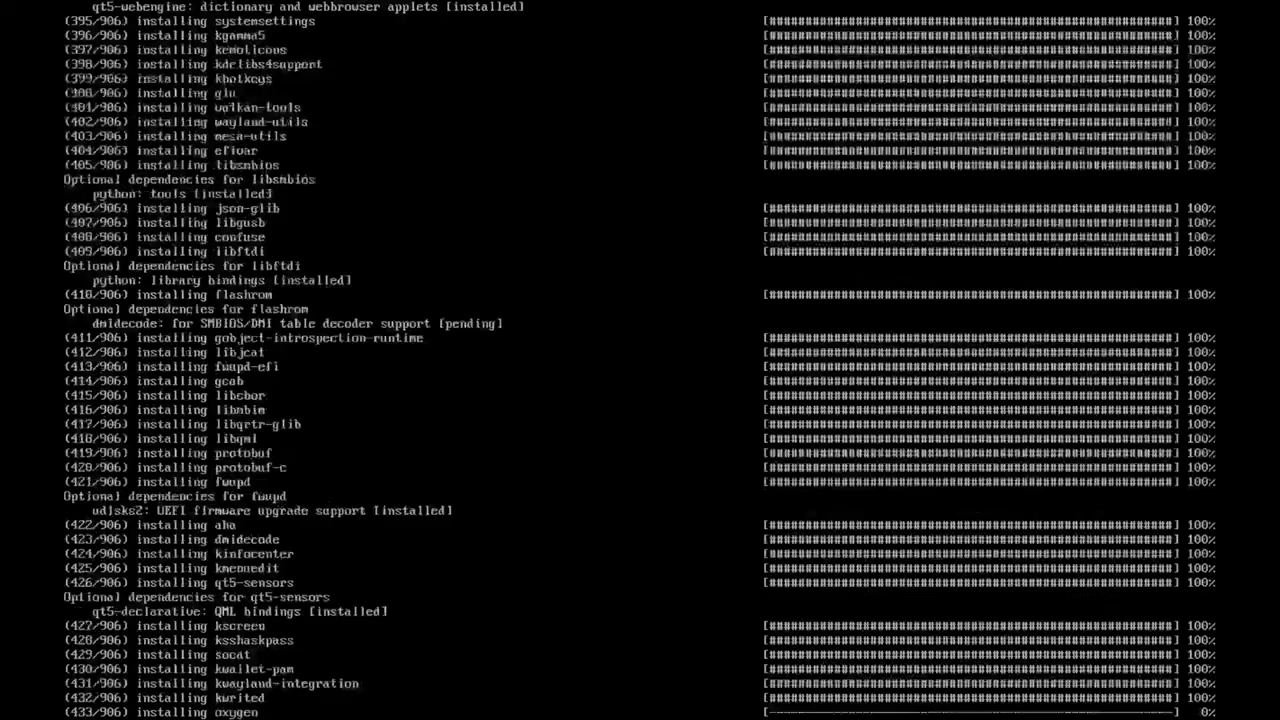 qt5-webengine: dictionary and webbrowser applets [installed]
(395/906) installing systemsettings [########################################################] 100%
(396/906) installing kgamma5 [########################################################] 100%
(397/906) installing kemoticons [########################################################] 100%
(398/906) installing kdelibs4support [########################################################] 100%
(399/906) installing khotkeys [########################################################] 100%
(400/906) installing glu [########################################################] 100%
(401/906) installing vulkan-tools [########################################################] 100%
(402/906) installing wayland-utils [########################################################] 100%
(403/906) installing mesa-utils [########################################################] 100%
(404/906) installing efivar [########################################################] 100%
(405/906) installing libsmbios [########################################################] 100%
Optional dependencies for libsmbios
python: tools [installed]
(406/906) installing json-glib [########################################################] 100%
(407/906) installing libgusb [########################################################] 100%
(408/906) installing confuse [########################################################] 100%
(409/906) installing libftdi [########################################################] 100%
Optional dependencies for libftdi
python: library bindings [installed]
(410/906) installing flashrom [########################################################] 100%
Optional dependencies for flashrom
dmidecode: for SMBIOS/DMI table decoder support [pending]
(411/906) installing gobject-introspection-runtime [########################################################] 100%
(412/906) installing libjcat [########################################################] 100%
(413/906) installing fwupd-efi [########################################################] 100%
(414/906) installing gcab [########################################################] 100%
(415/906) installing libcbor [########################################################] 100%
(416/906) installing libmbim [########################################################] 100%
(417/906) installing libqrtr-glib [########################################################] 100%
(418/906) installing libqmi [########################################################] 100%
(419/906) installing protobuf [########################################################] 100%
(420/906) installing protobuf-c [########################################################] 100%
(421/906) installing fwupd [########################################################] 100%
Optional dependencies for fwupd
udisks2: UEFI firmware upgrade support [installed]
(422/906) installing aha [########################################################] 100%
(423/906) installing dmidecode [########################################################] 100%
(424/906) installing kinfocenter [########################################################] 100%
(425/906) installing kmenuedit [########################################################] 100%
(426/906) installing qt5-sensors [########################################################] 100%
Optional dependencies for qt5-sensors
qt5-declarative: QML bindings [installed]
(427/906) installing kscreen [########################################################] 100%
(428/906) installing ksshaskpass [########################################################] 100%
(429/906) installing socat [########################################################] 100%
(430/906) installing kwallet-pam [########################################################] 100%
(431/906) installing kwayland-integration [########################################################] 100%
(432/906) installing kwrited [########################################################] 100%
(433/906) installing oxygen [--------------------------------------------------------] 0%